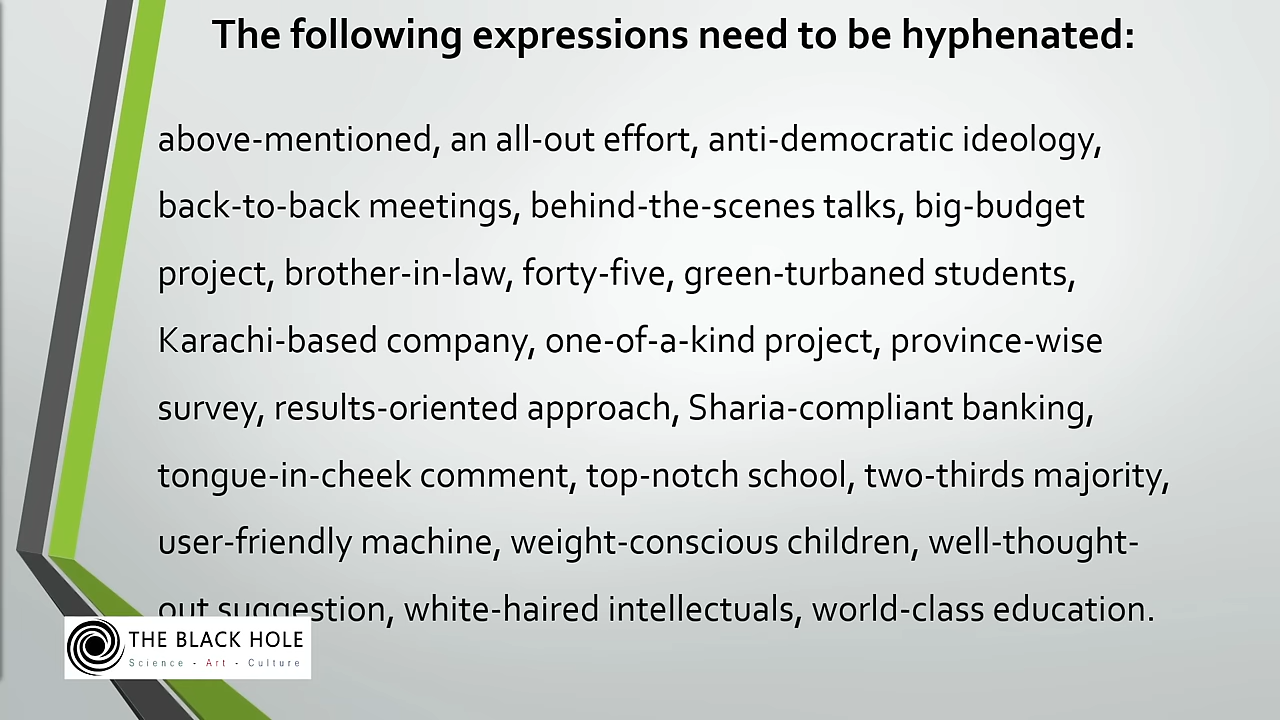 The following expressions need to be hyphenated:
above-mentioned, an all-out effort, anti-democratic ideology,
back-to-back meetings, behind-the-scenes talks, big-budget
project, brother-in-law, forty-five, green-turbaned students,
Karachi-based company, one-of-a-kind project, province-wise
survey, results-oriented approach, Sharia-compliant banking,
tongue-in-cheek comment, top-notch school, two-thirds majority,
user-friendly machine, weight-conscious children, well-thought-
out suggestion, white-haired intellectuals, world-class education.
THE BLACK HOLE
Science - Art - Culture